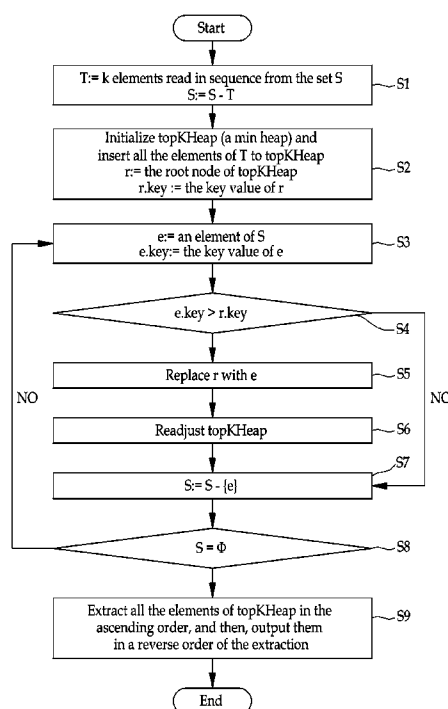 Start
T:= k elements read in sequence from the set S
S:= S - T
S1
Initialize topKHeap (a min heap) and
insert all the elements of T to topKHeap
r:= the root node of topKHeap
r.key := the key value of r
S2
e:= an element of S
e.key:= the key value of e
S3
e.key > r.key
S4
Replace r with e
S5
NO
NO
Readjust topKHeap
S6
S:= S - {e}
S7
S = Φ
S8
Extract all the elements of topKHeap in the
ascending order, and then, output them
in a reverse order of the extraction
S9
End